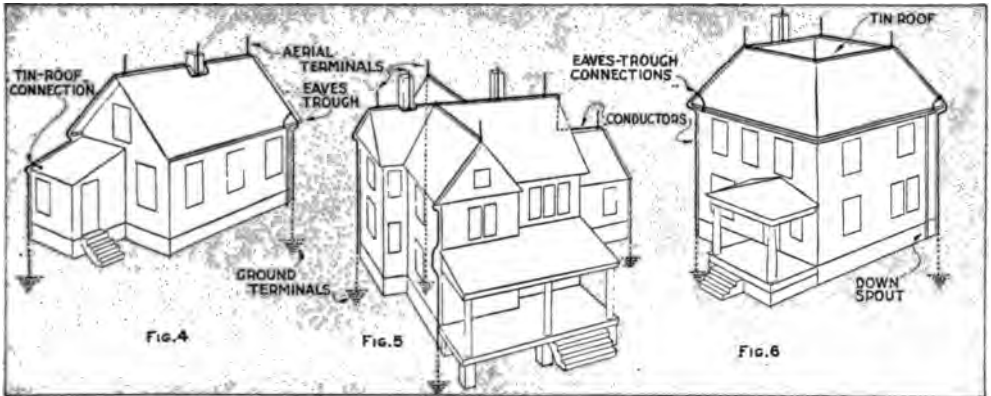 TIN-ROOF
CONNECTION
AERIAL
TERMINALS
EAVES
TROUGH
GROUND
TERMINALS
FIG.4
FIG.5
EAVES-TROUGH
CONNECTIONS
CONDUCTORS
TIN ROOF
DOWN
SPOUT
FIG.6